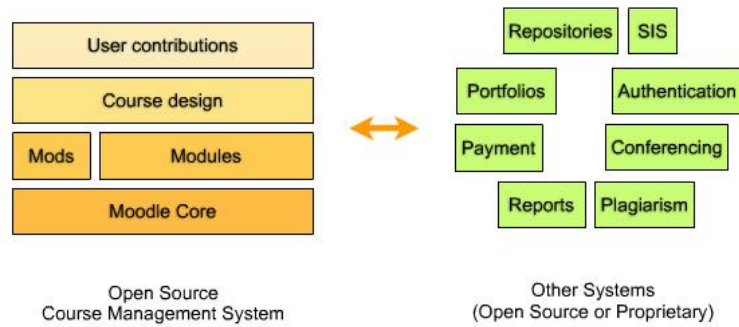 User contributions
Course design
Mods
Modules
Moodle Core
Open Source
Course Management System
Repositories
SIS
Portfolios
Authentication
Payment
Conferencing
Reports
Plagiarism
Other Systems
(Open Source or Proprietary)